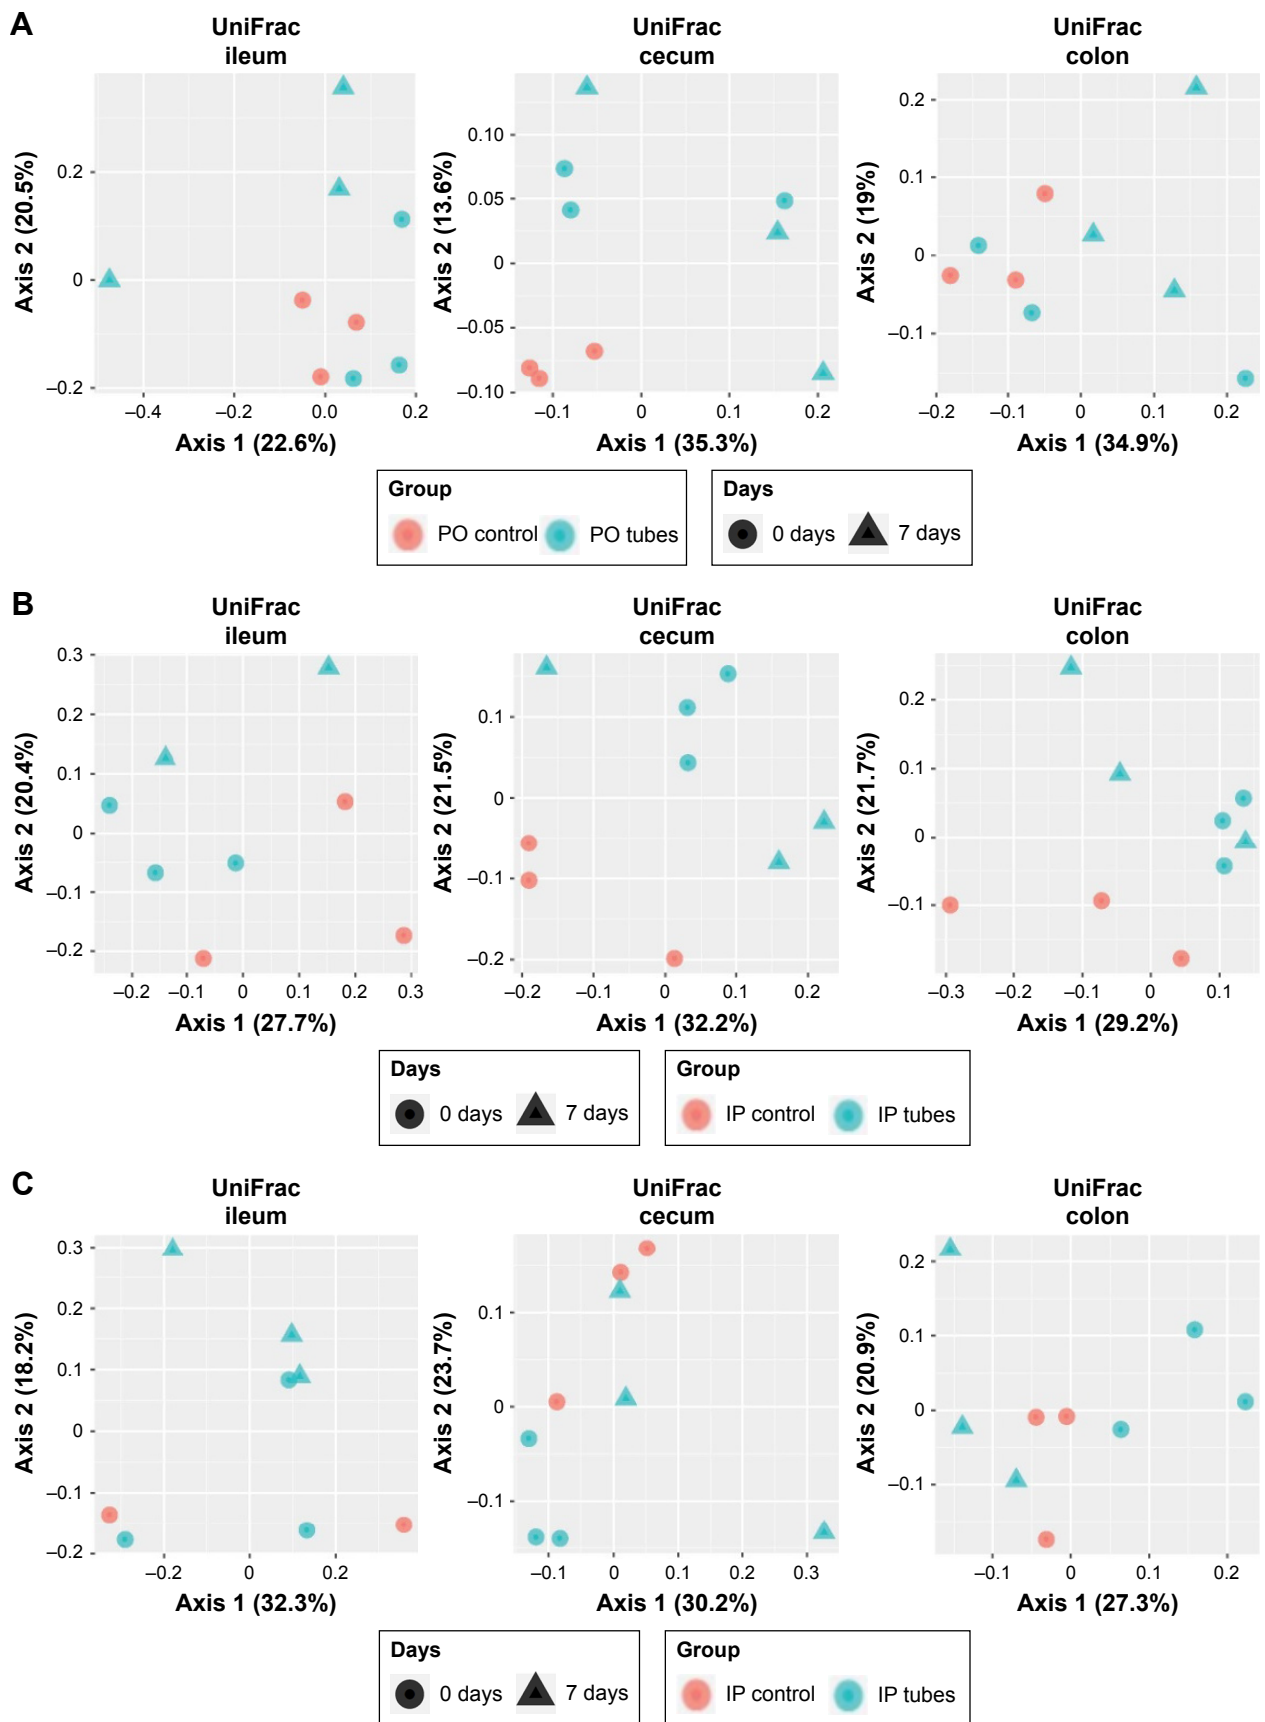 A
UniFrac
ileum
UniFrac
cecum
UniFrac
colon
Axis 2 (20.5%)
0.2
0
–0.2
–0.4
–0.2
0.0
0.2
Axis 1 (22.6%)
Axis 2 (13.6%)
0.10
0.05
0
–0.05
–0.10
–0.1
0
0.1
0.2
Axis 1 (35.3%)
Axis 2 (19%)
0.2
0.1
0
–0.1
–0.2
–0.1
0
0.1
0.2
Axis 1 (34.9%)
Group
PO control
PO tubes
Days
0 days
7 days
B
UniFrac
ileum
UniFrac
cecum
UniFrac
colon
Axis 2 (20.4%)
0.3
0.2
0.1
0
–0.1
–0.2
–0.2
–0.1
0
0.1
0.2
0.3
Axis 1 (27.7%)
Axis 2 (21.5%)
0.1
0
–0.1
–0.2
–0.2
–0.1
0
0.1
0.2
Axis 1 (32.2%)
Axis 2 (21.7%)
0.2
0.1
0
–0.1
–0.3
–0.2
–0.1
0
0.1
Axis 1 (29.2%)
Days
0 days
7 days
Group
IP control
IP tubes
C
UniFrac
ileum
UniFrac
cecum
UniFrac
colon
Axis 2 (18.2%)
0.3
0.2
0.1
0
–0.1
–0.2
–0.2
0
0.2
Axis 1 (32.3%)
Axis 2 (23.7%)
0.1
0
–0.1
–0.1
0
0.1
0.2
0.3
Axis 1 (30.2%)
Axis 2 (20.9%)
0.2
0.1
0
–0.1
–0.1
0
0.1
0.2
Axis 1 (27.3%)
Days
0 days
7 days
Group
IP control
IP tubes